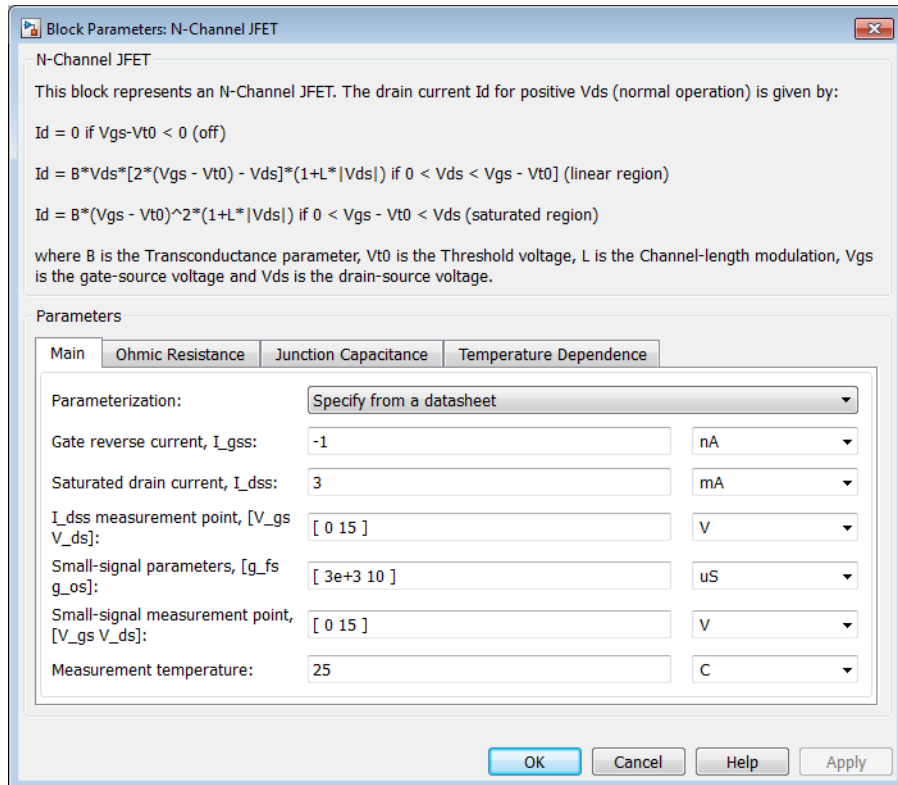 Block Parameters: N-Channel JFET
N-Channel JFET
This block represents an N-Channel JFET. The drain current Id for positive Vds (normal operation) is given by:
Id = 0 if Vgs-Vt0 < 0 (off)
Id = B*Vds*[2*(Vgs - Vt0) - Vds]*(1+L*|Vds|) if 0 < Vds < Vgs - Vt0] (linear region)
Id = B*(Vgs - Vt0)^2*(1+L*|Vds|) if 0 < Vgs - Vt0 < Vds (saturated region)
where B is the Transconductance parameter, Vt0 is the Threshold voltage, L is the Channel-length modulation, Vgs
is the gate-source voltage and Vds is the drain-source voltage.
Parameters
Main Ohmic Resistance Junction Capacitance Temperature Dependence
Parameterization: Specify from a datasheet
Gate reverse current, I_gss: -1 nA
Saturated drain current, I_dss: 3 mA
I_dss measurement point, [V_gs
V_ds]: [ 0 15 ] V
Small-signal parameters, [g_fs
g_os]: [ 3e+3 10 ] uS
Small-signal measurement point,
[V_gs V_ds]: [ 0 15 ] V
Measurement temperature: 25 C
OK Cancel Help Apply